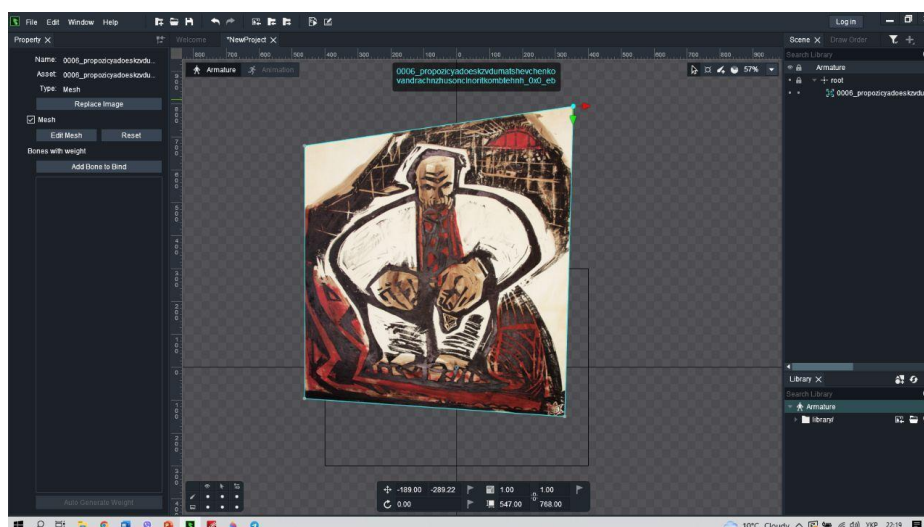 File Edit Window Help
Log in
Property
Welcome
*NewProject
Scene
Draw Order
Name: 0006_propozicyadoeskzvdu...
Asset: 0006_propozicyadoeskzvdu...
Type: Mesh
Replace Image
Mesh
Edit Mesh
Reset
Bones with weight
Add Bone to Bind
Auto Generate Weight
Armature
Animation
0006_propozicyadoeskzvdumatshevchenko
vandrachnzhusoncinoritkombtehnh_0x0_eb
57%
-189.00 -289.22
1.00 1.00
0.00
547.00 768.00
Search Library
Armature
root
0006_propozicyadoeskzvdu
Library
Search Library
Armature
library/
10°C Cloudy
УКР
22:19